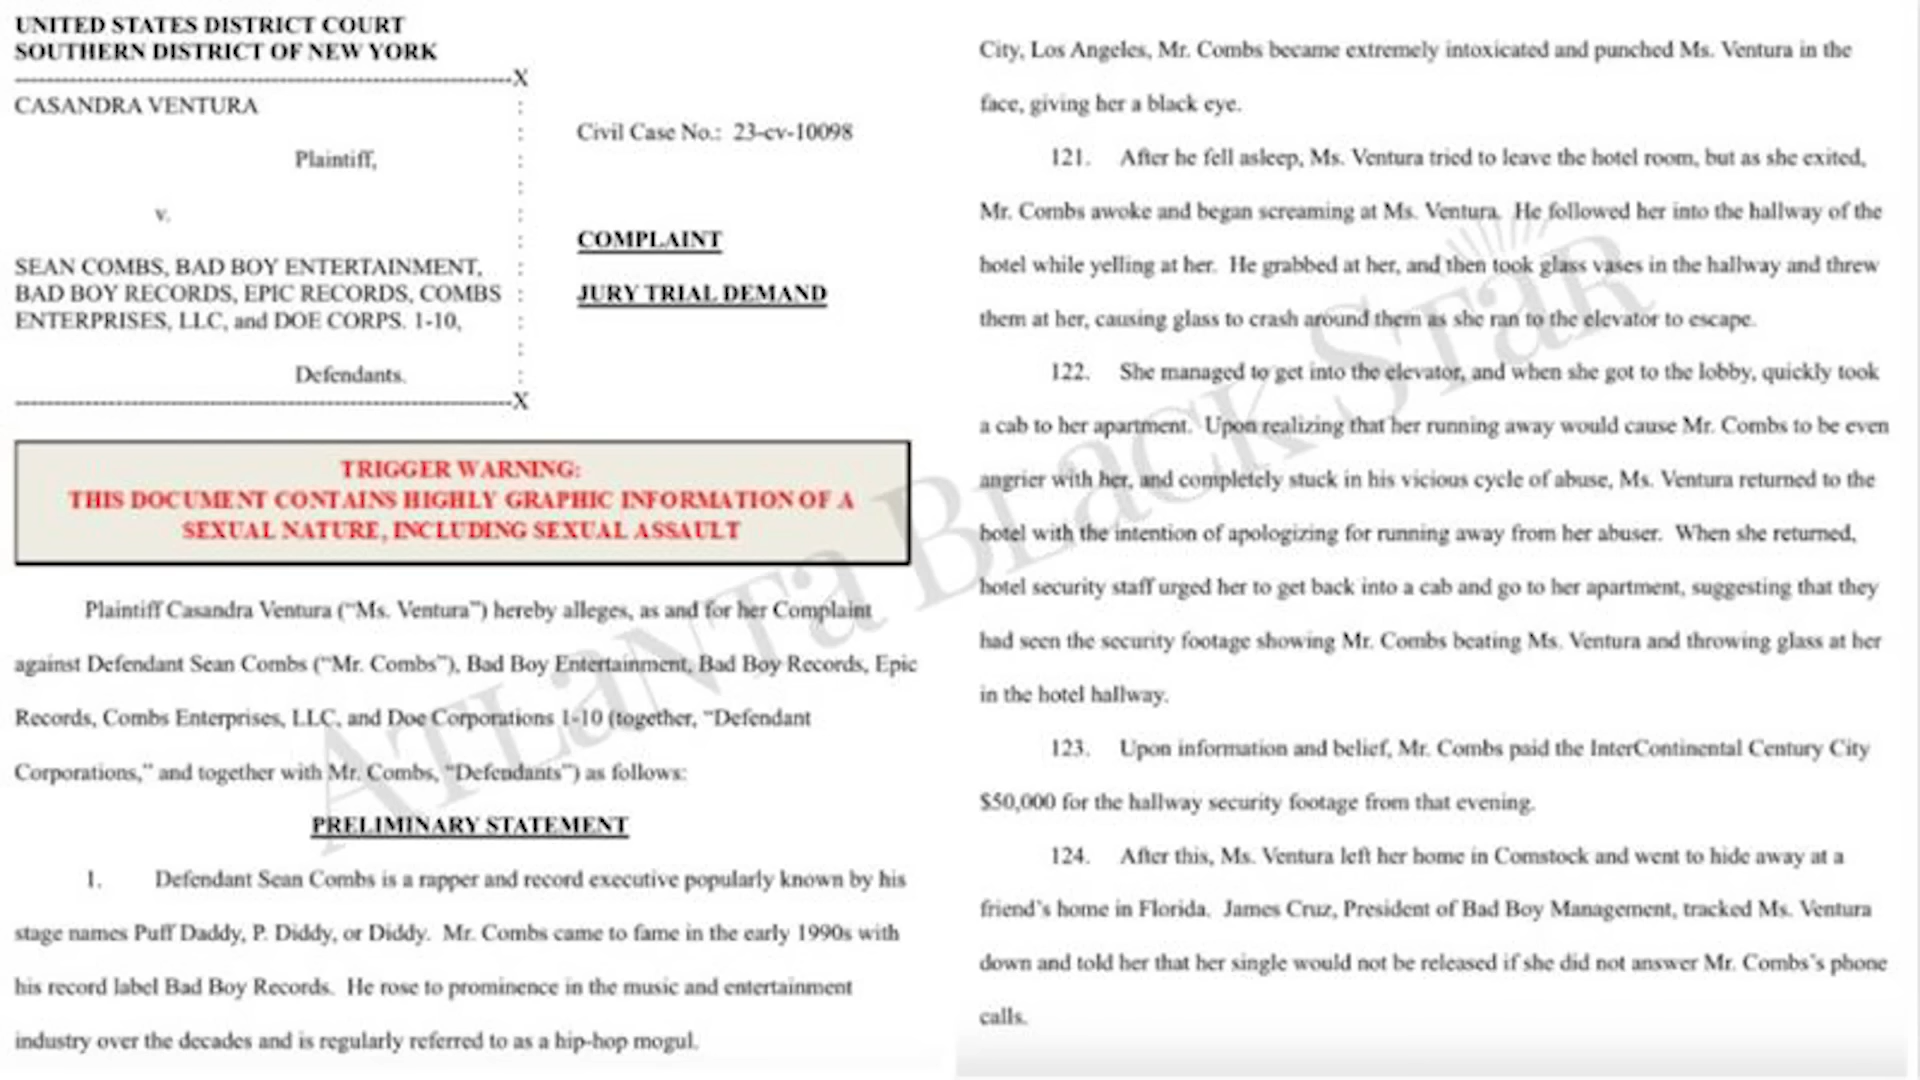 UNITED STATES DISTRICT COURT
SOUTHERN DISTRICT OF NEW YORK
---------------------------------------------------------------X
CASANDRA VENTURA
Plaintiff,
v.
SEAN COMBS, BAD BOY ENTERTAINMENT,
BAD BOY RECORDS, EPIC RECORDS, COMBS
ENTERPRISES, LLC, and DOE CORPS. 1-10,
Defendants.
---------------------------------------------------------------X
Civil Case No.: 23-cv-10098
COMPLAINT
JURY TRIAL DEMAND
TRIGGER WARNING:
THIS DOCUMENT CONTAINS HIGHLY GRAPHIC INFORMATION OF A
SEXUAL NATURE, INCLUDING SEXUAL ASSAULT
Plaintiff Casandra Ventura (“Ms. Ventura”) hereby alleges, as and for her Complaint
against Defendant Sean Combs (“Mr. Combs”), Bad Boy Entertainment, Bad Boy Records, Epic
Records, Combs Enterprises, LLC, and Doe Corporations 1-10 (together, “Defendant
Corporations,” and together with Mr. Combs, “Defendants”) as follows:
PRELIMINARY STATEMENT
1. Defendant Sean Combs is a rapper and record executive popularly known by his
stage names Puff Daddy, P. Diddy, or Diddy. Mr. Combs came to fame in the early 1990s with
his record label Bad Boy Records. He rose to prominence in the music and entertainment
industry over the decades and is regularly referred to as a hip-hop mogul.
City, Los Angeles, Mr. Combs became extremely intoxicated and punched Ms. Ventura in the
face, giving her a black eye.
121. After he fell asleep, Ms. Ventura tried to leave the hotel room, but as she exited,
Mr. Combs awoke and began screaming at Ms. Ventura. He followed her into the hallway of the
hotel while yelling at her. He grabbed at her, and then took glass vases in the hallway and threw
them at her, causing glass to crash around them as she ran to the elevator to escape.
122. She managed to get into the elevator, and when she got to the lobby, quickly took
a cab to her apartment. Upon realizing that her running away would cause Mr. Combs to be even
angrier with her, and completely stuck in his vicious cycle of abuse, Ms. Ventura returned to the
hotel with the intention of apologizing for running away from her abuser. When she returned,
hotel security staff urged her to get back into a cab and go to her apartment, suggesting that they
had seen the security footage showing Mr. Combs beating Ms. Ventura and throwing glass at her
in the hotel hallway.
123. Upon information and belief, Mr. Combs paid the InterContinental Century City
$50,000 for the hallway security footage from that evening.
124. After this, Ms. Ventura left her home in Comstock and went to hide away at a
friend’s home in Florida. James Cruz, President of Bad Boy Management, tracked Ms. Ventura
down and told her that her single would not be released if she did not answer Mr. Combs’s phone
calls.
ATLANTA BLACK STAR